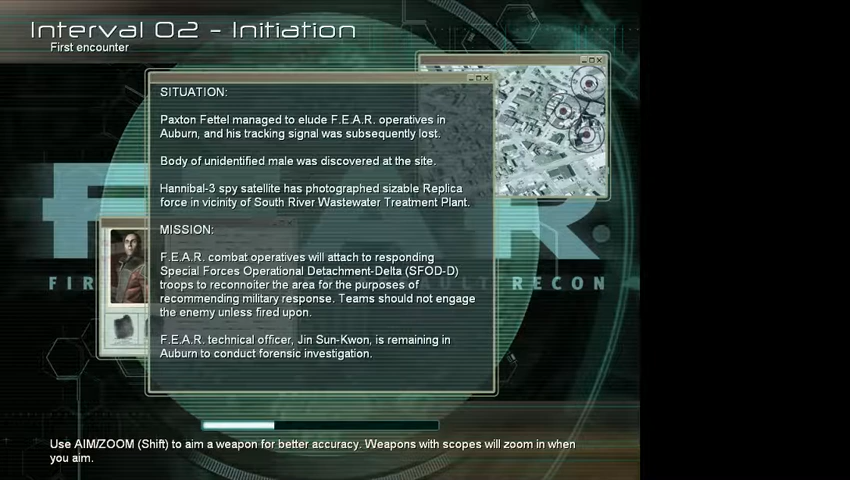 Interval 02 - Initiation
First encounter
SITUATION:
Paxton Fettel managed to elude F.E.A.R. operatives in
Auburn, and his tracking signal was subsequently lost.
Body of unidentified male was discovered at the site.
Hannibal-3 spy satellite has photographed sizable Replica
force in vicinity of South River Wastewater Treatment Plant.
MISSION:
F.E.A.R. combat operatives will attach to responding
Special Forces Operational Detachment-Delta (SFOD-D)
troops to reconnoiter the area for the purposes of
recommending military response. Teams should not engage
the enemy unless fired upon.
F.E.A.R. technical officer, Jin Sun-Kwon, is remaining in
Auburn to conduct forensic investigation.
RECON
Use AIM/ZOOM (Shift) to aim a weapon for better accuracy. Weapons with scopes will zoom in when
you aim.